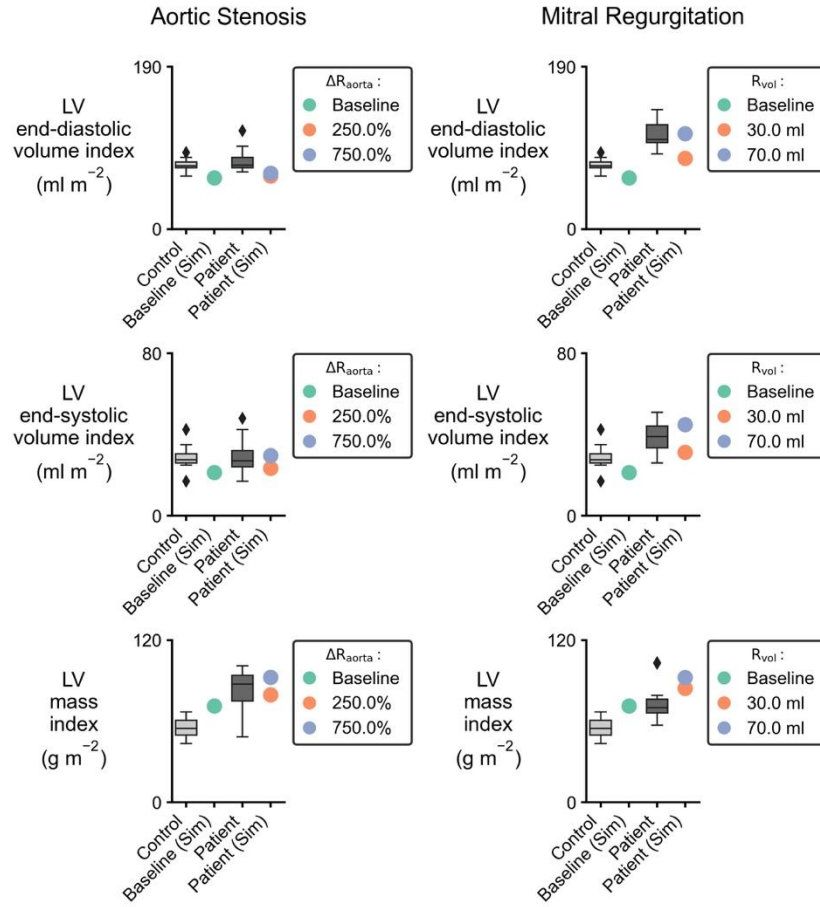 Aortic Stenosis
Mitral Regurgitation
LV
end-diastolic
volume index
(ml m⁻²)
190
0
Control
Baseline (Sim)
Patient
Patient (Sim)
ΔR_aorta :
Baseline
250.0%
750.0%
LV
end-diastolic
volume index
(ml m⁻²)
190
0
Control
Baseline (Sim)
Patient
Patient (Sim)
R_vol :
Baseline
30.0 ml
70.0 ml
LV
end-systolic
volume index
(ml m⁻²)
80
0
Control
Baseline (Sim)
Patient
Patient (Sim)
ΔR_aorta :
Baseline
250.0%
750.0%
LV
end-systolic
volume index
(ml m⁻²)
80
0
Control
Baseline (Sim)
Patient
Patient (Sim)
R_vol :
Baseline
30.0 ml
70.0 ml
LV
mass
index
(g m⁻²)
120
0
Control
Baseline (Sim)
Patient
Patient (Sim)
ΔR_aorta :
Baseline
250.0%
750.0%
LV
mass
index
(g m⁻²)
120
0
Control
Baseline (Sim)
Patient
Patient (Sim)
R_vol :
Baseline
30.0 ml
70.0 ml